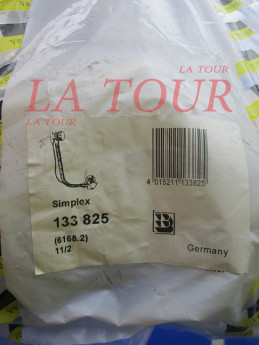 LA TOUR
LA TOUR
LA TOUR
4 015211 133825
Simplex
133 825
(6168.2)
11/2
Germany